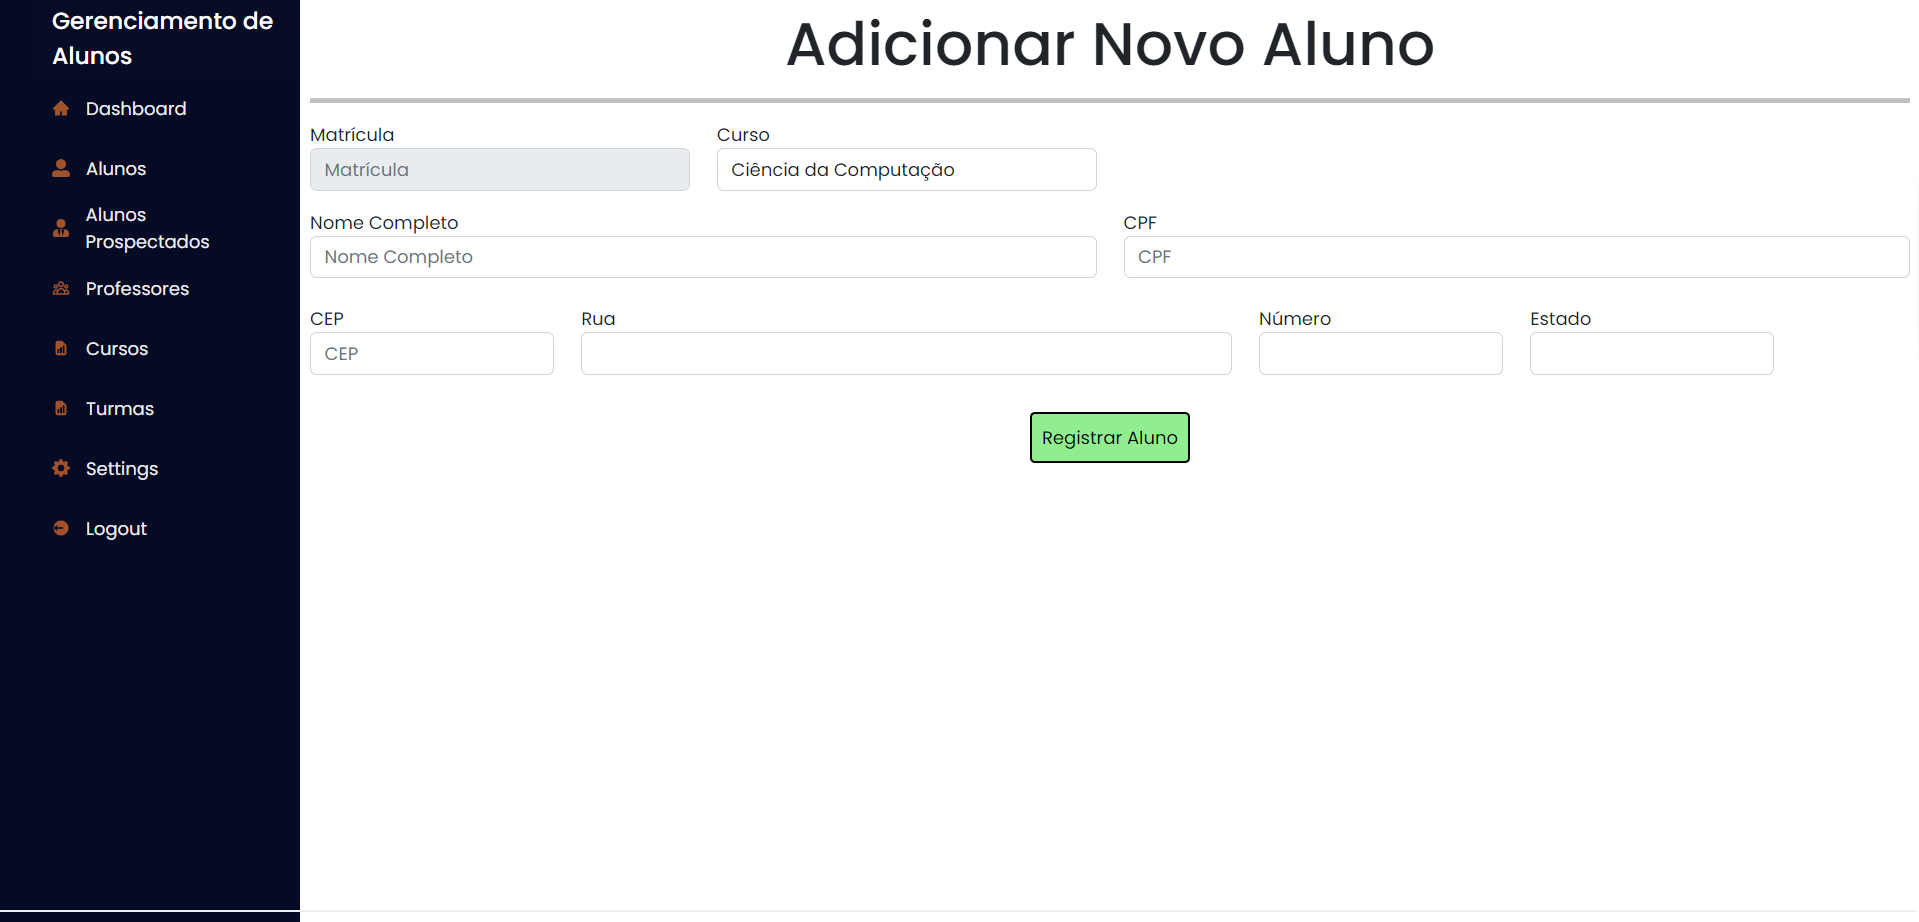 Gerenciamento de
Alunos
Dashboard
Alunos
Alunos
Prospectados
Professores
Cursos
Turmas
Settings
Logout
Adicionar Novo Aluno
Matrícula
Curso
Matrícula
Ciência da Computação
Nome Completo
CPF
Nome Completo
CPF
CEP
Rua
Número
Estado
CEP
Registrar Aluno